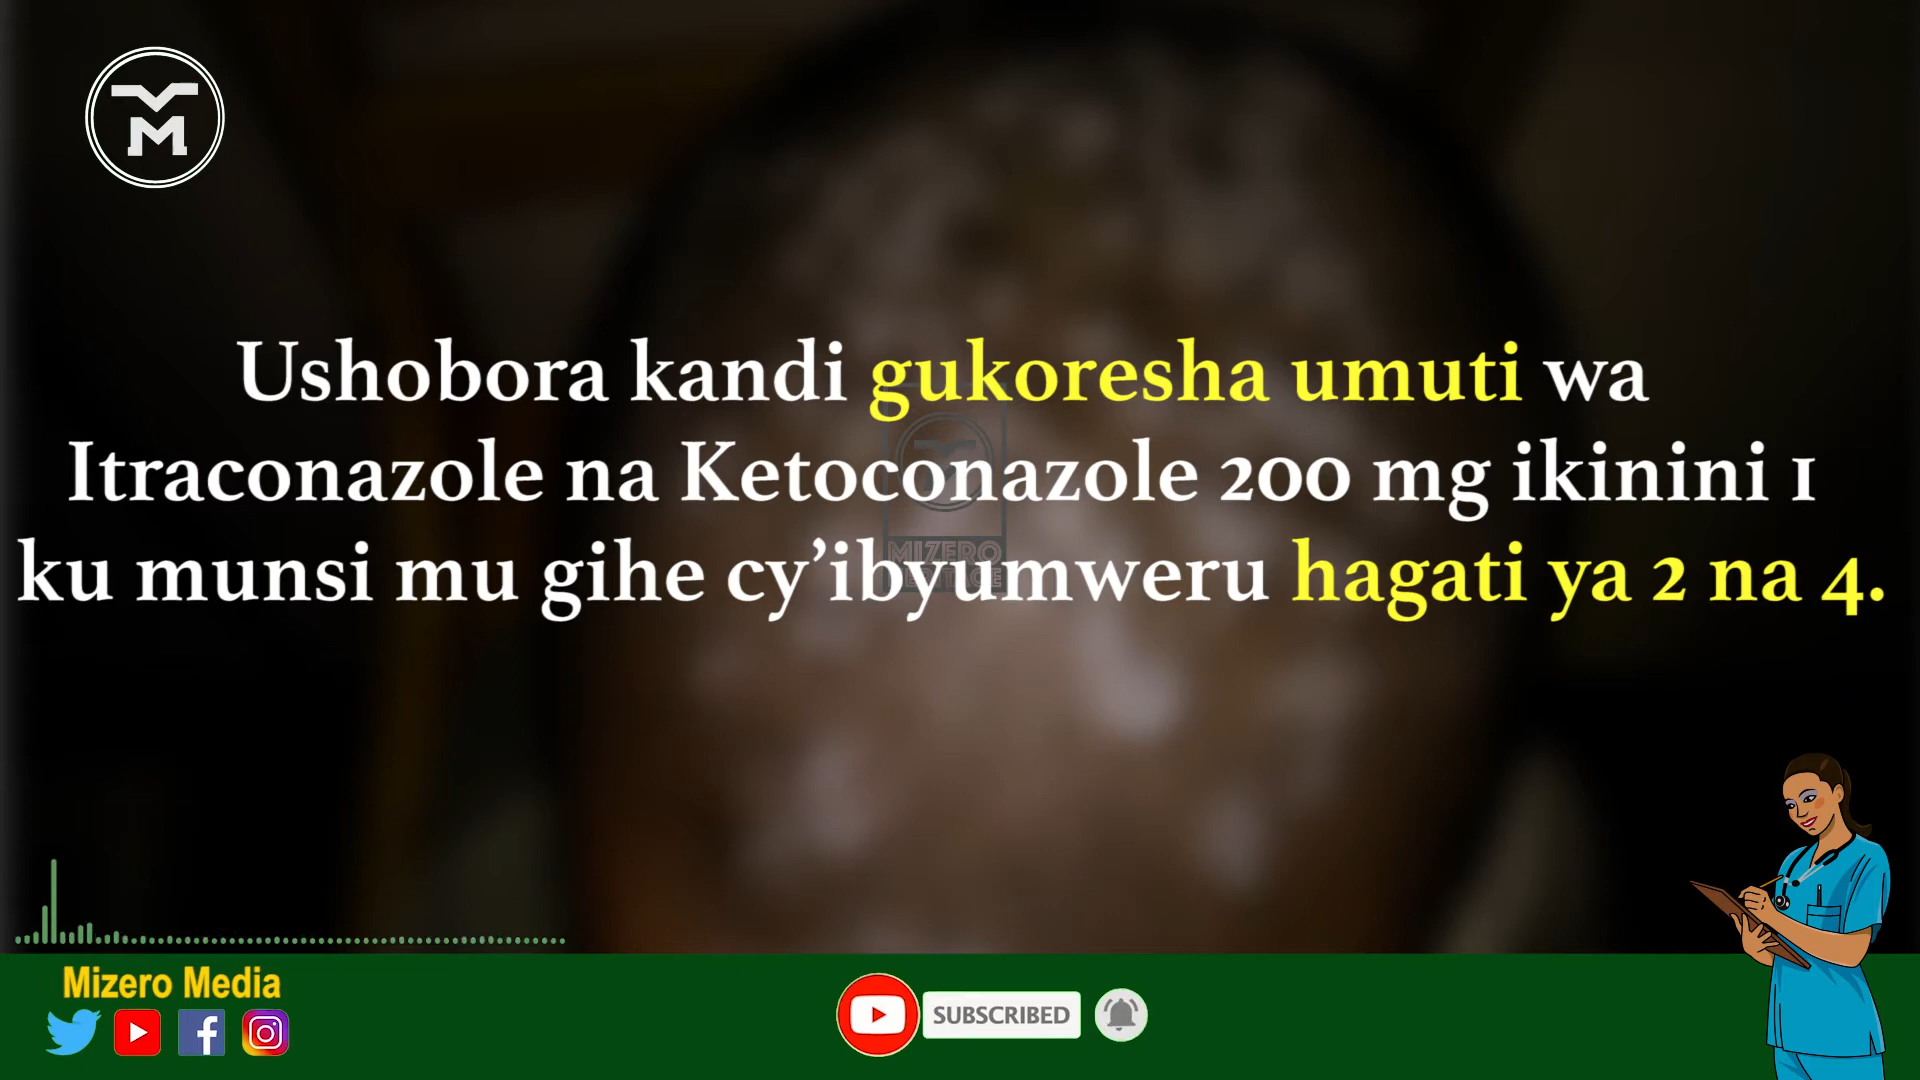 Ushobora kandi gukoresha umuti wa
Itraconazole na Ketoconazole 200 mg ikinini 1
ku munsi mu gihe cy’ibyumweru hagati ya 2 na 4.
MIZERO
Mizero Media
SUBSCRIBED